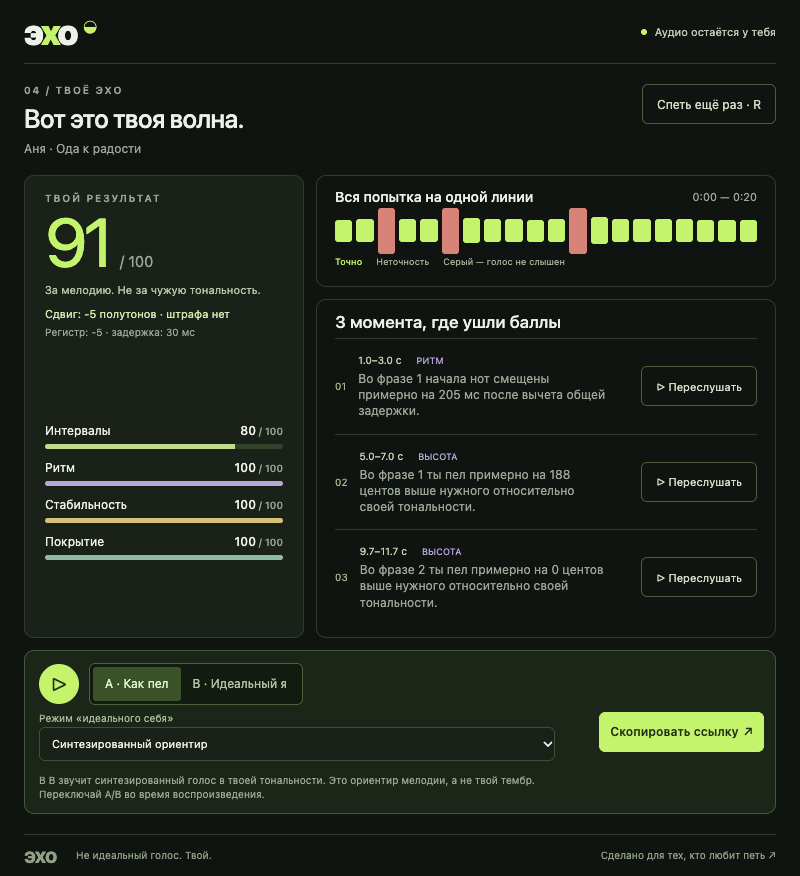 ЭХО
Аудио остаётся у тебя
04 / ТВОЁ ЭХО
Вот это твоя волна.
Аня · Ода к радости
Спеть ещё раз · R
ТВОЙ РЕЗУЛЬТАТ
91 / 100
За мелодию. Не за чужую тональность.
Сдвиг: -5 полутонов · штрафа нет
Регистр: -5 · задержка: 30 мс
Интервалы 80 / 100
Ритм 100 / 100
Стабильность 100 / 100
Покрытие 100 / 100
Вся попытка на одной линии 0:00 — 0:20
Точно Неточность Серый — голос не слышен
3 момента, где ушли баллы
01
1.0–3.0 с РИТМ
Во фразе 1 начала нот смещены
примерно на 205 мс после вычета общей
задержки.
Переслушать
02
5.0–7.0 с ВЫСОТА
Во фразе 1 ты пел примерно на 188
центов выше нужного относительно
своей тональности.
Переслушать
03
9.7–11.7 с ВЫСОТА
Во фразе 2 ты пел примерно на 0 центов
выше нужного относительно своей
тональности.
Переслушать
A · Как пел B · Идеальный я
Режим «идеального себя»
Синтезированный ориентир
В B звучит синтезированный голос в твоей тональности. Это ориентир мелодии, а не твой тембр.
Переключай A/B во время воспроизведения.
Скопировать ссылку ↗
ЭХО Не идеальный голос. Твой.
Сделано для тех, кто любит петь ↗